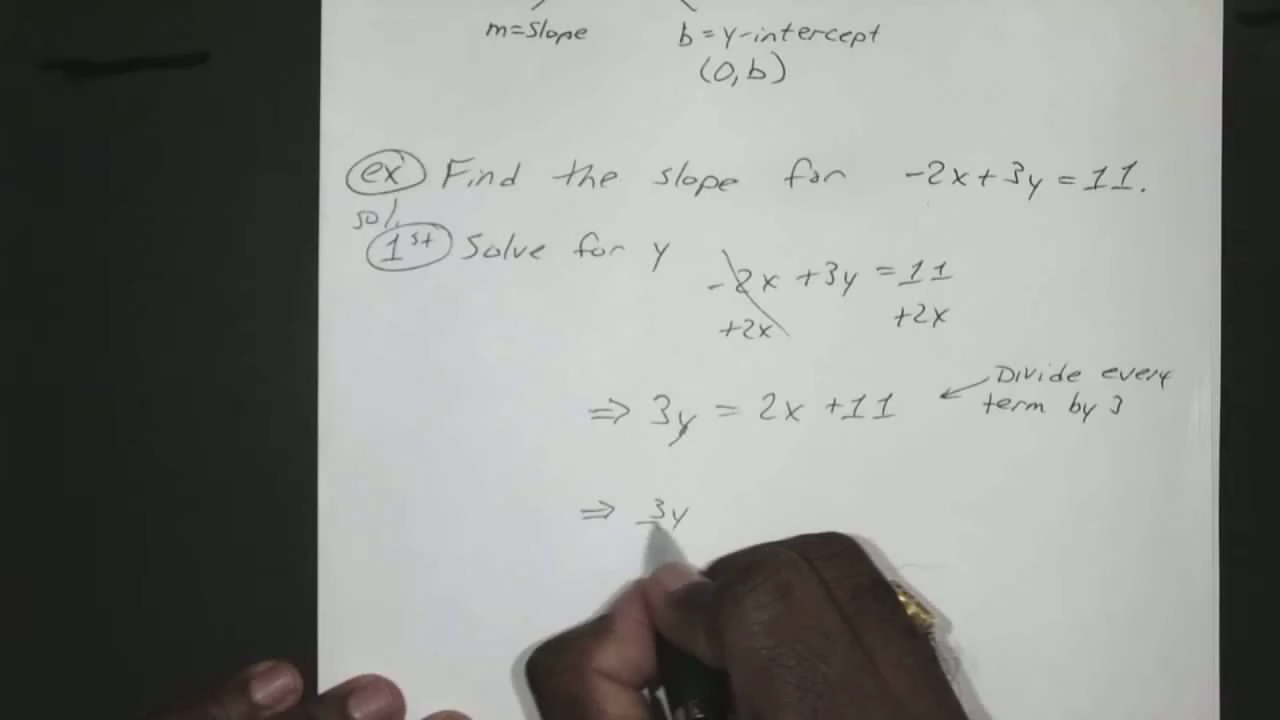 m=Slope b=y-intercept
(0,b)
ex Find the slope for -2x+3y=11.
sol.
1st Solve for y
-2x+3y=11
+2x +2x
⇒ 3y = 2x+11
Divide every
term by 3
⇒ 3y